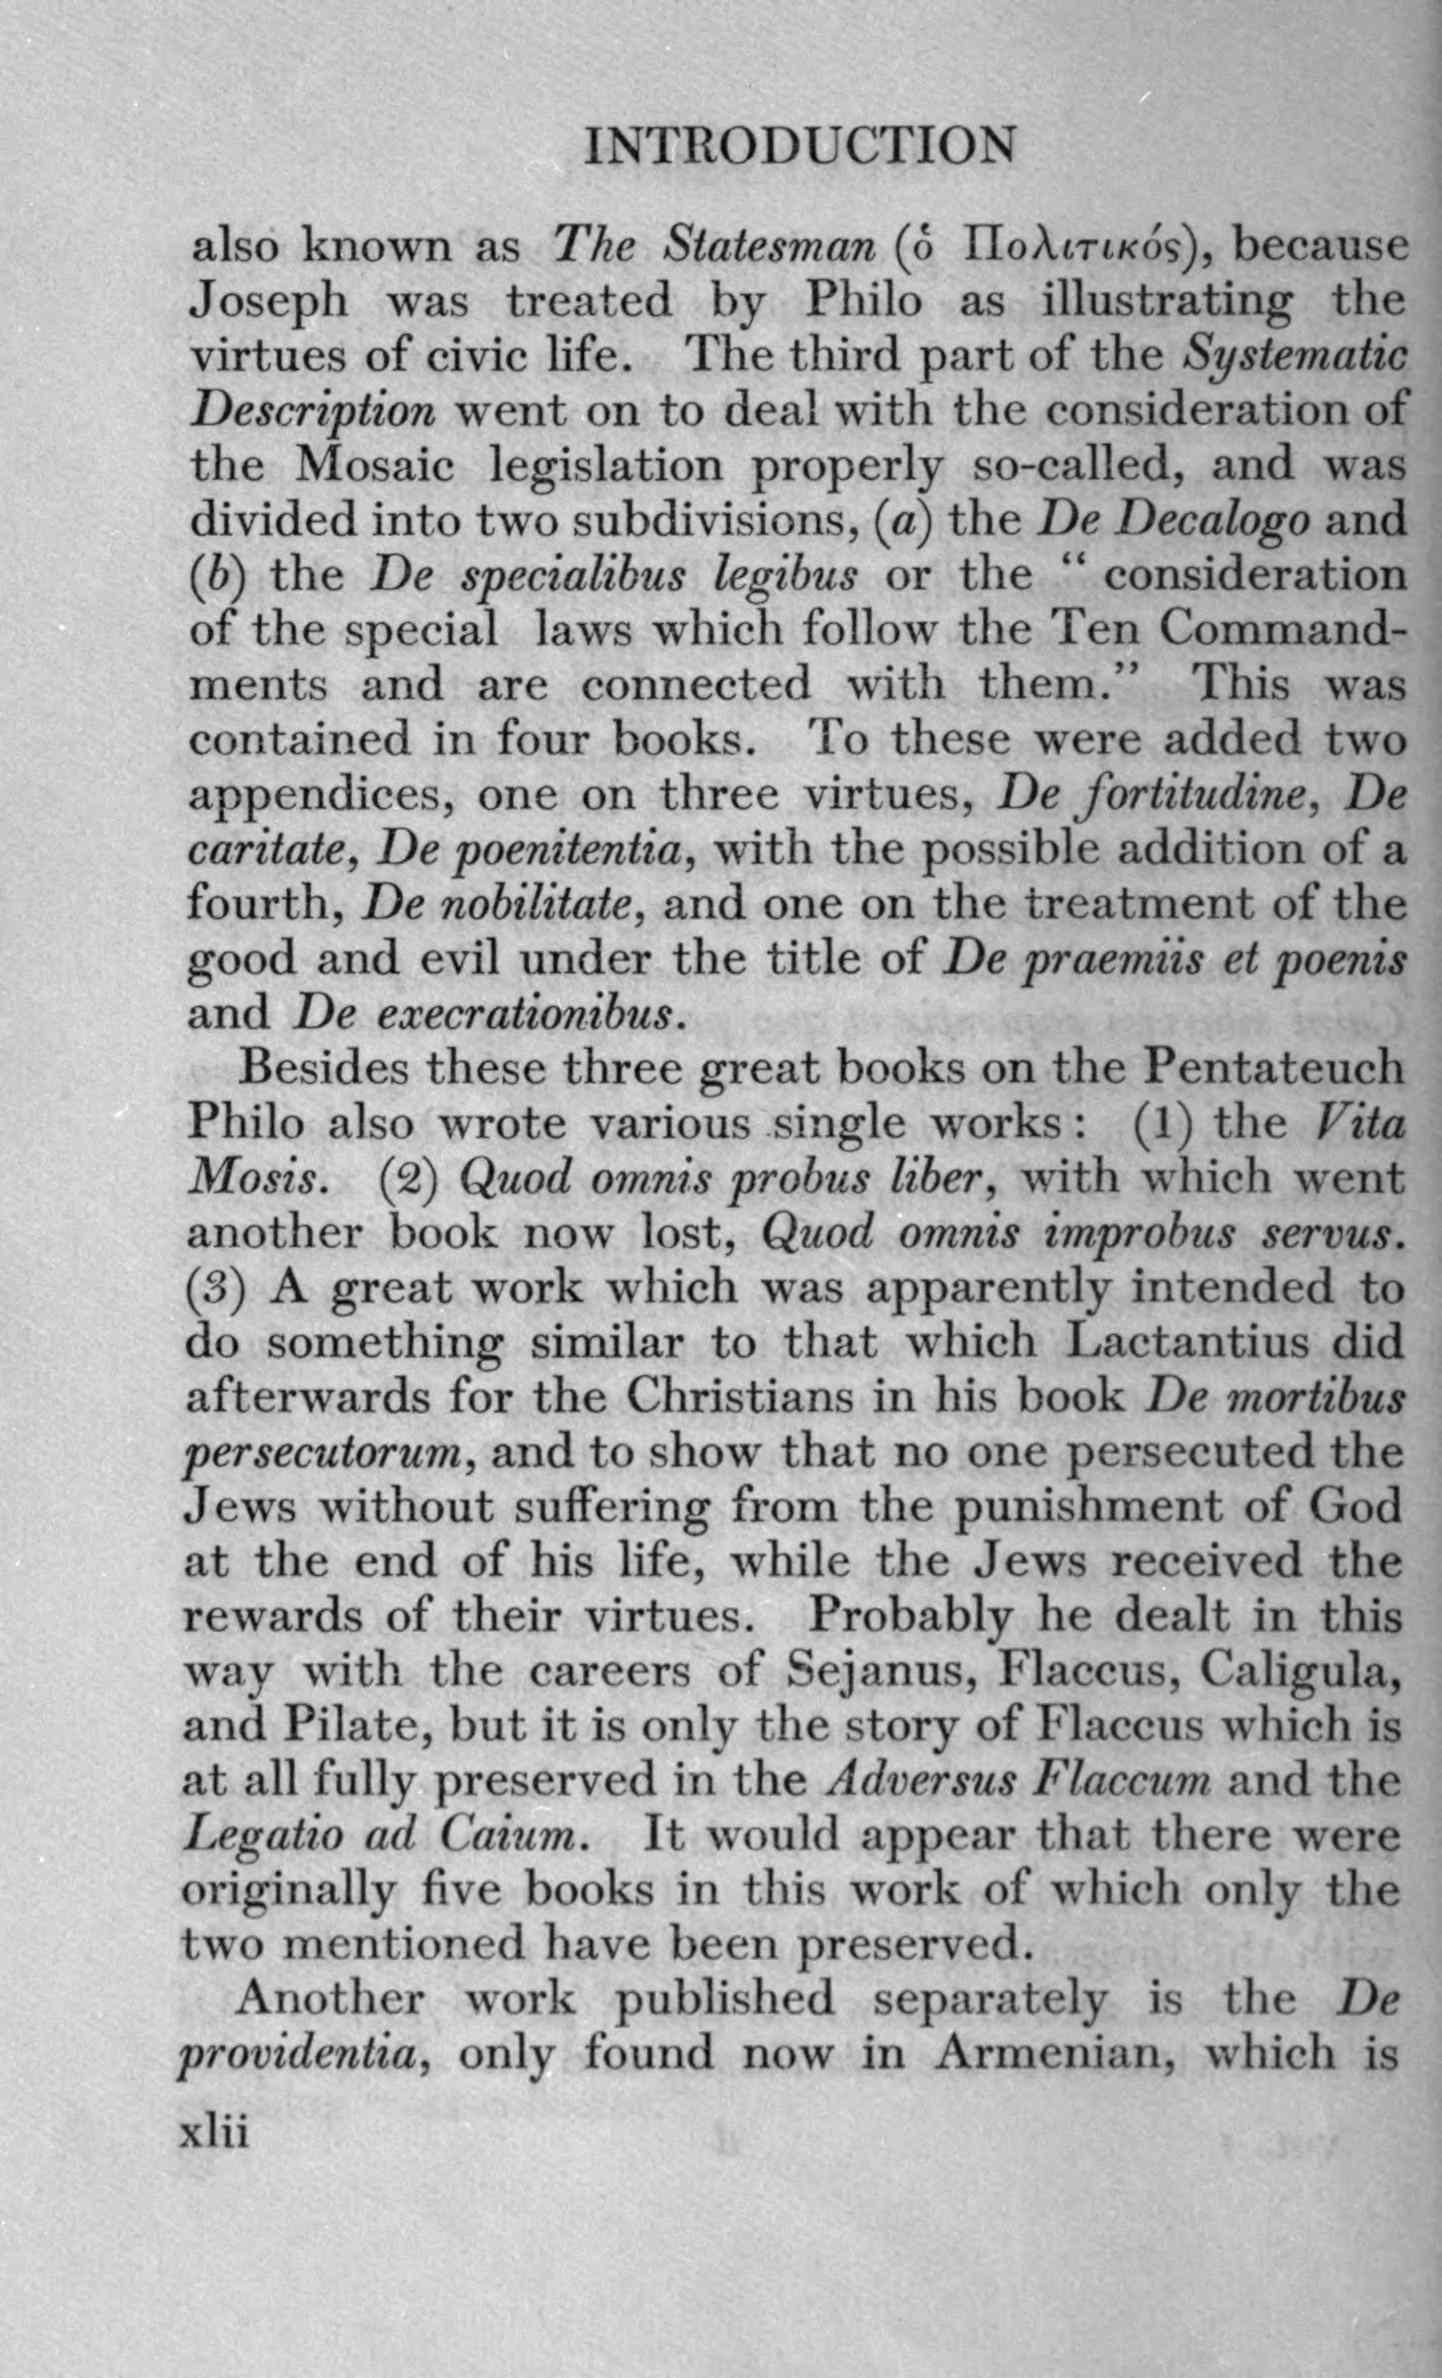 INTRODUCTION
also known as The Statesman (ὁ Πολιτικός), because
Joseph was treated by Philo as illustrating the
virtues of civic life. The third part of the Systematic
Description went on to deal with the consideration of
the Mosaic legislation properly so-called, and was
divided into two subdivisions, (a) the De Decalogo and
(b) the De specialibus legibus or the “ consideration
of the special laws which follow the Ten Command-
ments and are connected with them.” This was
contained in four books. To these were added two
appendices, one on three virtues, De fortitudine, De
caritate, De poenitentia, with the possible addition of a
fourth, De nobilitate, and one on the treatment of the
good and evil under the title of De praemiis et poenis
and De execrationibus.
Besides these three great books on the Pentateuch
Philo also wrote various single works : (1) the Vita
Mosis. (2) Quod omnis probus liber, with which went
another book now lost, Quod omnis improbus servus.
(3) A great work which was apparently intended to
do something similar to that which Lactantius did
afterwards for the Christians in his book De mortibus
persecutorum, and to show that no one persecuted the
Jews without suffering from the punishment of God
at the end of his life, while the Jews received the
rewards of their virtues. Probably he dealt in this
way with the careers of Sejanus, Flaccus, Caligula,
and Pilate, but it is only the story of Flaccus which is
at all fully preserved in the Adversus Flaccum and the
Legatio ad Caium. It would appear that there were
originally five books in this work of which only the
two mentioned have been preserved.
Another work published separately is the De
providentia, only found now in Armenian, which is
xlii